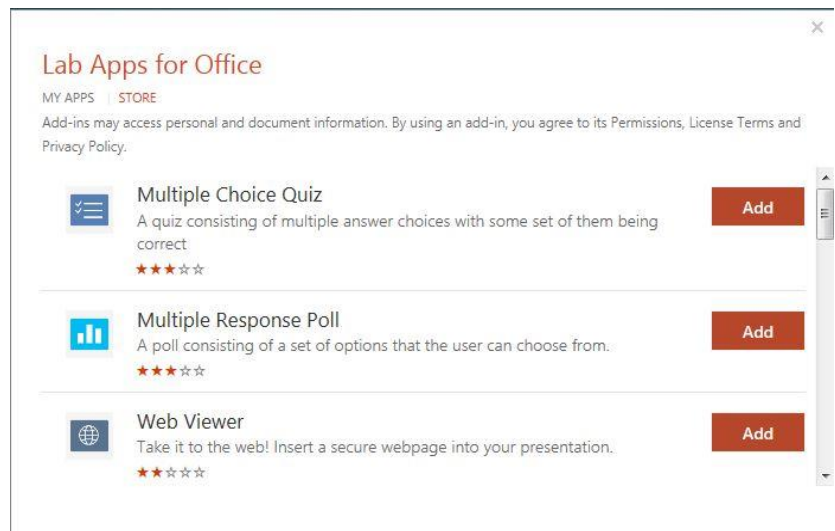 Lab Apps for Office
MY APPS | STORE
Add-ins may access personal and document information. By using an add-in, you agree to its Permissions, License Terms and
Privacy Policy.
Multiple Choice Quiz
A quiz consisting of multiple answer choices with some set of them being
correct
Add
Multiple Response Poll
A poll consisting of a set of options that the user can choose from.
Add
Web Viewer
Take it to the web! Insert a secure webpage into your presentation.
Add